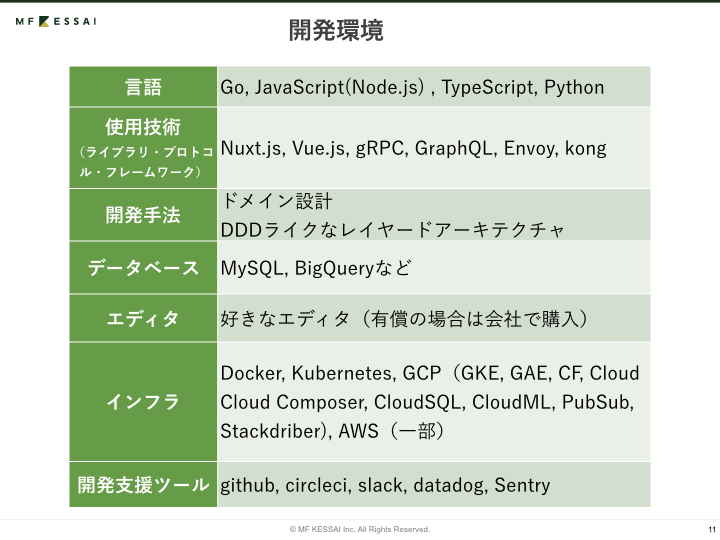 MF KESSAI
開発環境
言語
Go, JavaScript(Node.js) , TypeScript, Python
使用技術
（ライブラリ・プロトコ
ル・フレームワーク）
Nuxt.js, Vue.js, gRPC, GraphQL, Envoy, kong
開発手法
ドメイン設計
DDDライクなレイヤードアーキテクチャ
データベース
MySQL, BigQueryなど
エディタ
好きなエディタ（有償の場合は会社で購入）
インフラ
Docker, Kubernetes, GCP（GKE, GAE, CF, Cloud
Cloud Composer, CloudSQL, CloudML, PubSub,
Stackdriber), AWS（一部）
開発支援ツール
github, circleci, slack, datadog, Sentry
© MF KESSAI Inc. All Rights Reserved.
11